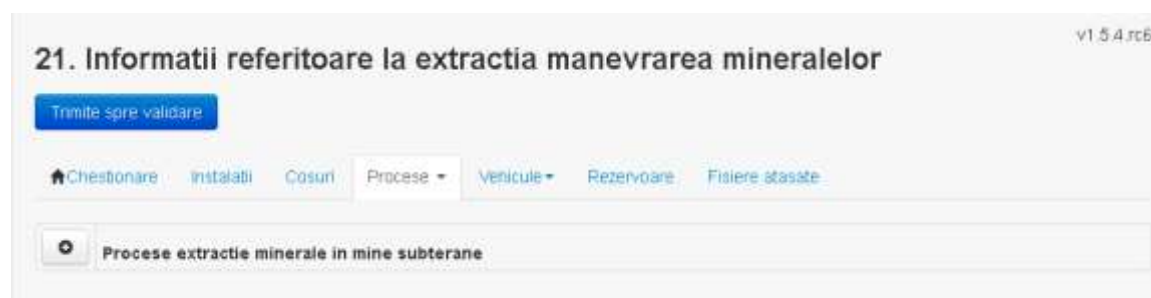 v1.5.4.rc6
21. Informatii referitoare la extractia manevrarea mineralelor
Trimite spre validare
Chestionare Instalatii Cosuri Procese Vehicule Rezervoare Fisiere atasate
Procese extractie minerale in mine subterane